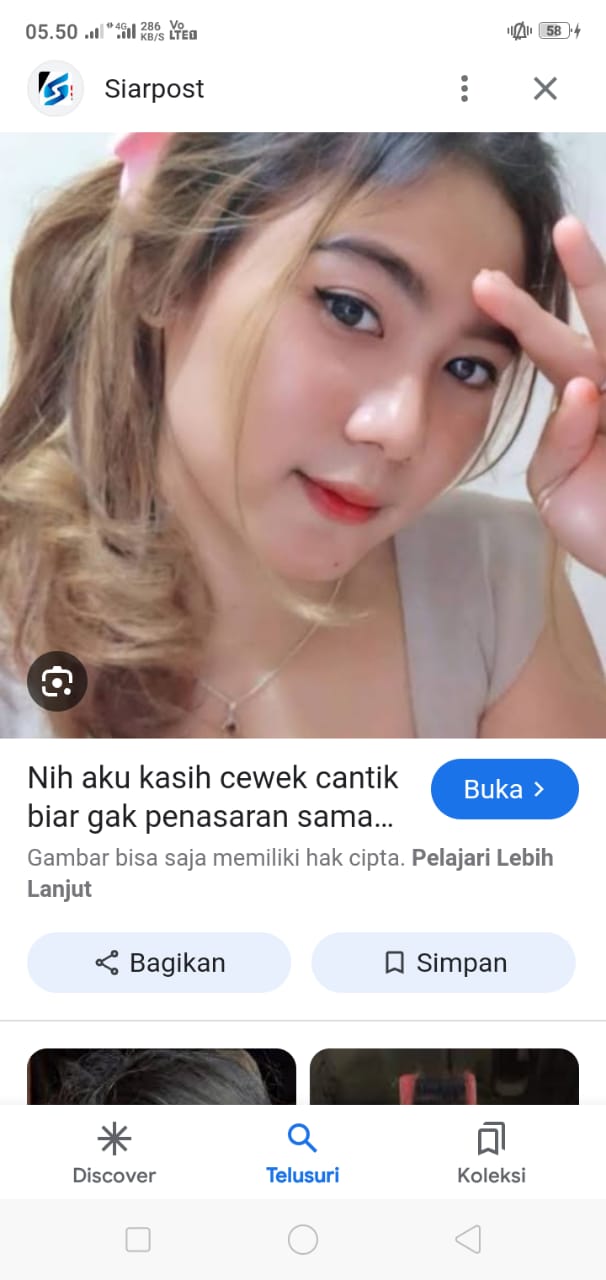 05.50 4G 286 KB/S Vo LTE 58
Siarpost
Nih aku kasih cewek cantik
biar gak penasaran sama...
Buka
Gambar bisa saja memiliki hak cipta. Pelajari Lebih
Lanjut
Bagikan Simpan
Discover Telusuri Koleksi